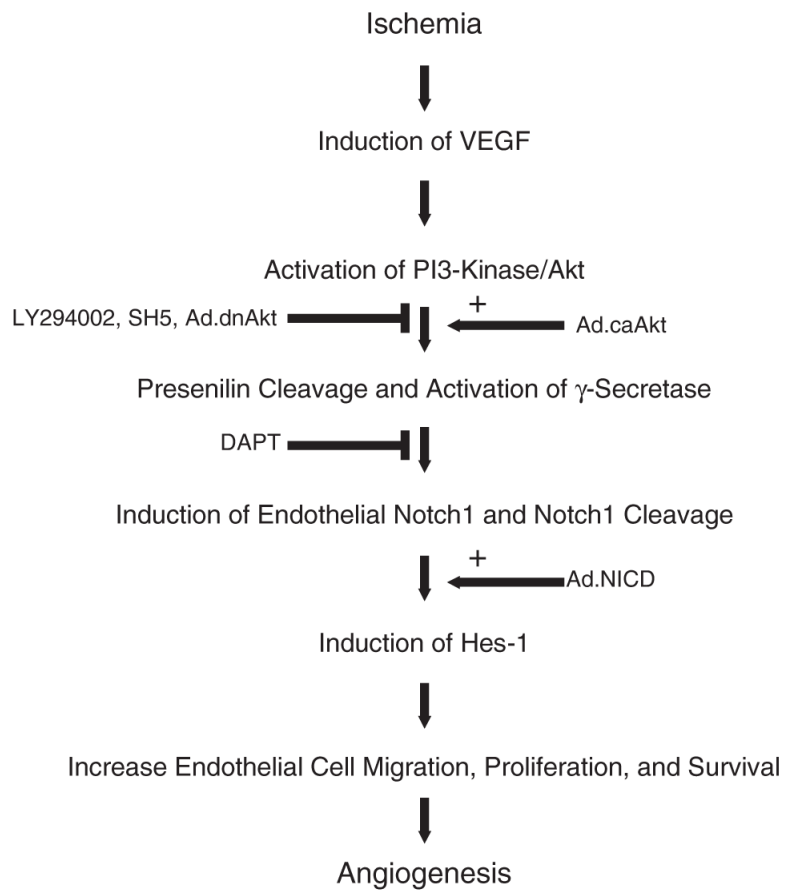 Ischemia
Induction of VEGF
Activation of PI3-Kinase/Akt
+
LY294002, SH5, Ad.dnAkt
Ad.caAkt
Presenilin Cleavage and Activation of γ-Secretase
DAPT
Induction of Endothelial Notch1 and Notch1 Cleavage
+
Ad.NICD
Induction of Hes-1
Increase Endothelial Cell Migration, Proliferation, and Survival
Angiogenesis